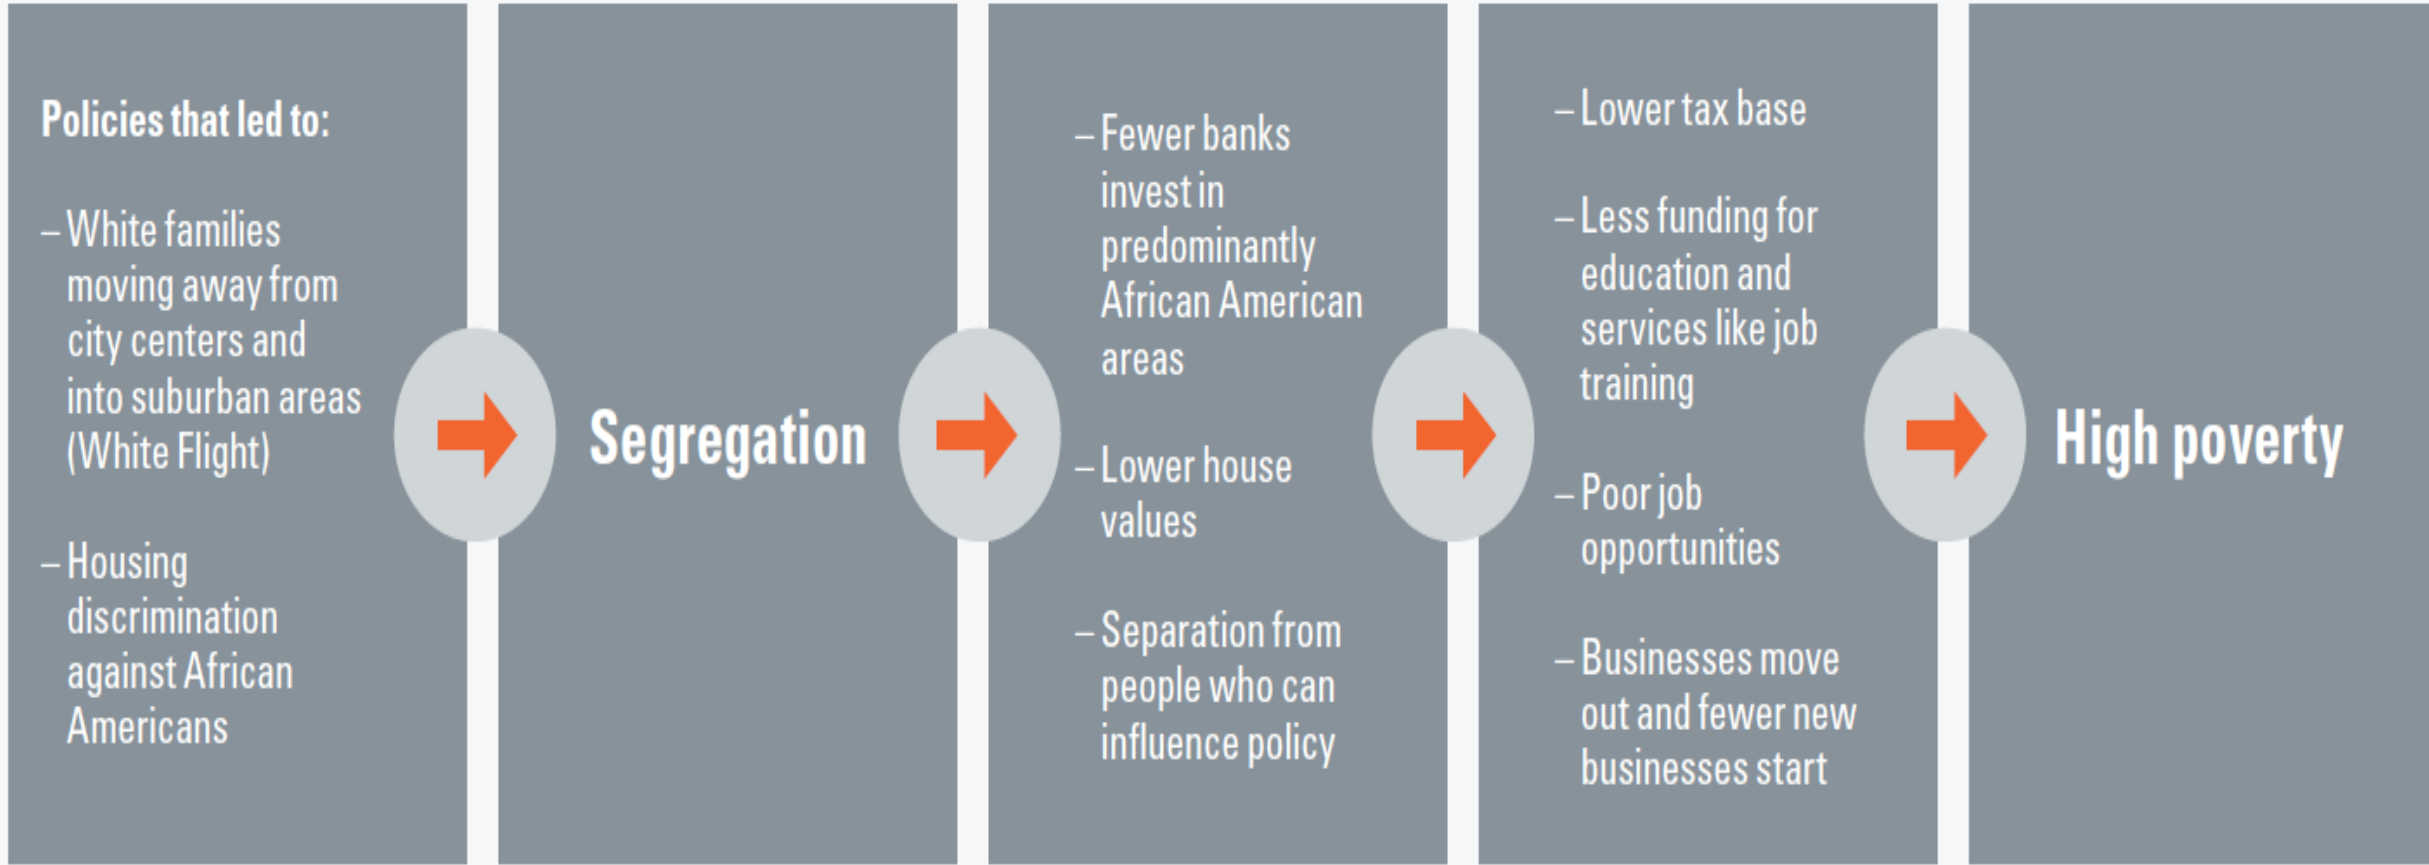 Policies that led to:
– White families
moving away from
city centers and
into suburban areas
(White Flight)
– Housing
discrimination
against African
Americans
Segregation
– Fewer banks
invest in
predominantly
African American
areas
– Lower house
values
– Separation from
people who can
influence policy
– Lower tax base
– Less funding for
education and
services like job
training
– Poor job
opportunities
– Businesses move
out and fewer new
businesses start
High poverty